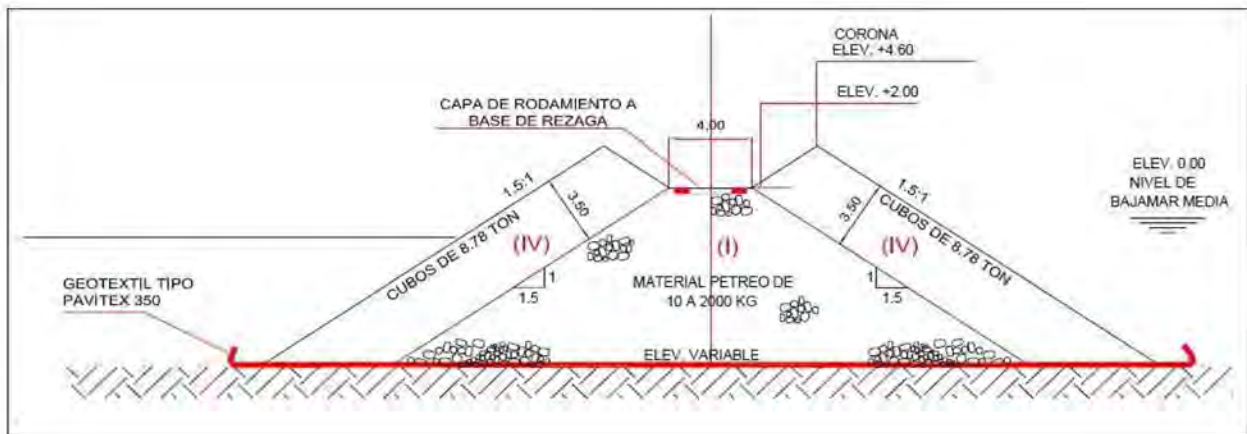 CORONA
ELEV. +4.60
CAPA DE RODAMIENTO A
BASE DE REZAGA
ELEV. +2.00
4,00
ELEV. 0.00
NIVEL DE
BAJAMAR MEDIA
1.5:1
3.50
CUBOS DE 8.78 TON
(IV)
(I)
(IV)
3.50
1.5:1
CUBOS DE 8.78 TON
GEOTEXTIL TIPO
PAVITEX 350
1
1.5
MATERIAL PETREO DE
10 A 2000 KG
1
1.5
ELEV. VARIABLE